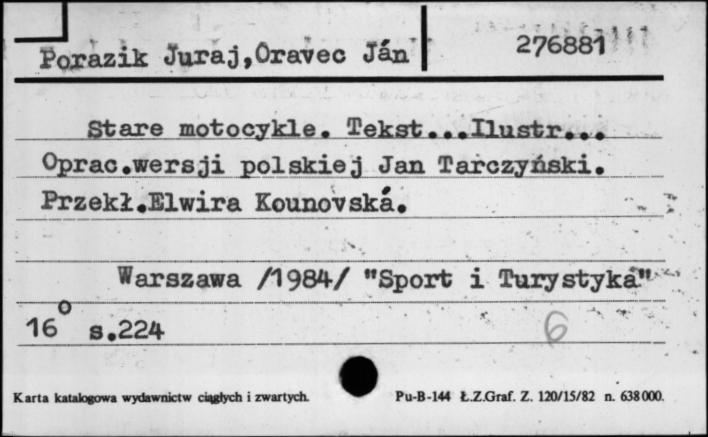 Porazik Juraj,Oravec Ján 276881
Stare motocykle. Tekst...Ilustr...
Oprac.wersji polskiej Jan Tarczyński.
Przekł.Elwira Kounovská.
Warszawa /1984/ "Sport i Turystyka"
16° s.224 6
Karta katalogowa wydawnictw ciągłych i zwartych. Pu-B-144 Ł.Z.Graf. Z. 120/15/82 n. 638000.